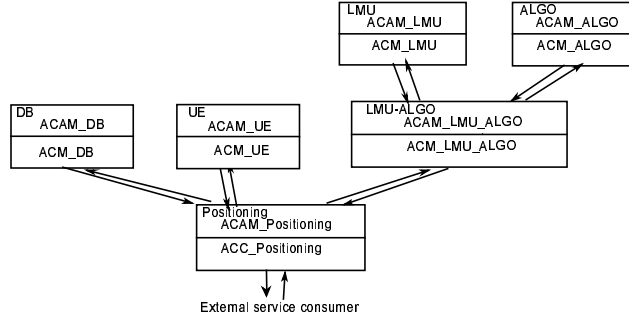 LMU
ACAM_LMU
ACM_LMU
ALGO
ACAM_ALGO
ACM_ALGO
DB
ACAM_DB
ACM_DB
UE
ACAM_UE
ACM_UE
LMU-ALGO
ACAM_LMU_ALGO
ACM_LMU_ALGO
Positioning
ACAM_Positioning
ACC_Positioning
External service consumer